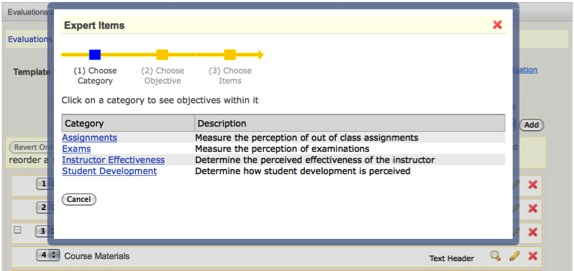 Evaluations
Expert Items
Evaluations
Template
(1) Choose Category
(2) Choose Objective
(3) Choose Items
Click on a category to see objectives within it
Add
Category Description
Assignments Measure the perception of out of class assignments
Exams Measure the perception of examinations
Instructor Effectiveness Determine the perceived effectiveness of the instructor
Student Development Determine how student development is perceived
Revert
reorder a
Cancel
1
2
3
4 Course Materials Text Header